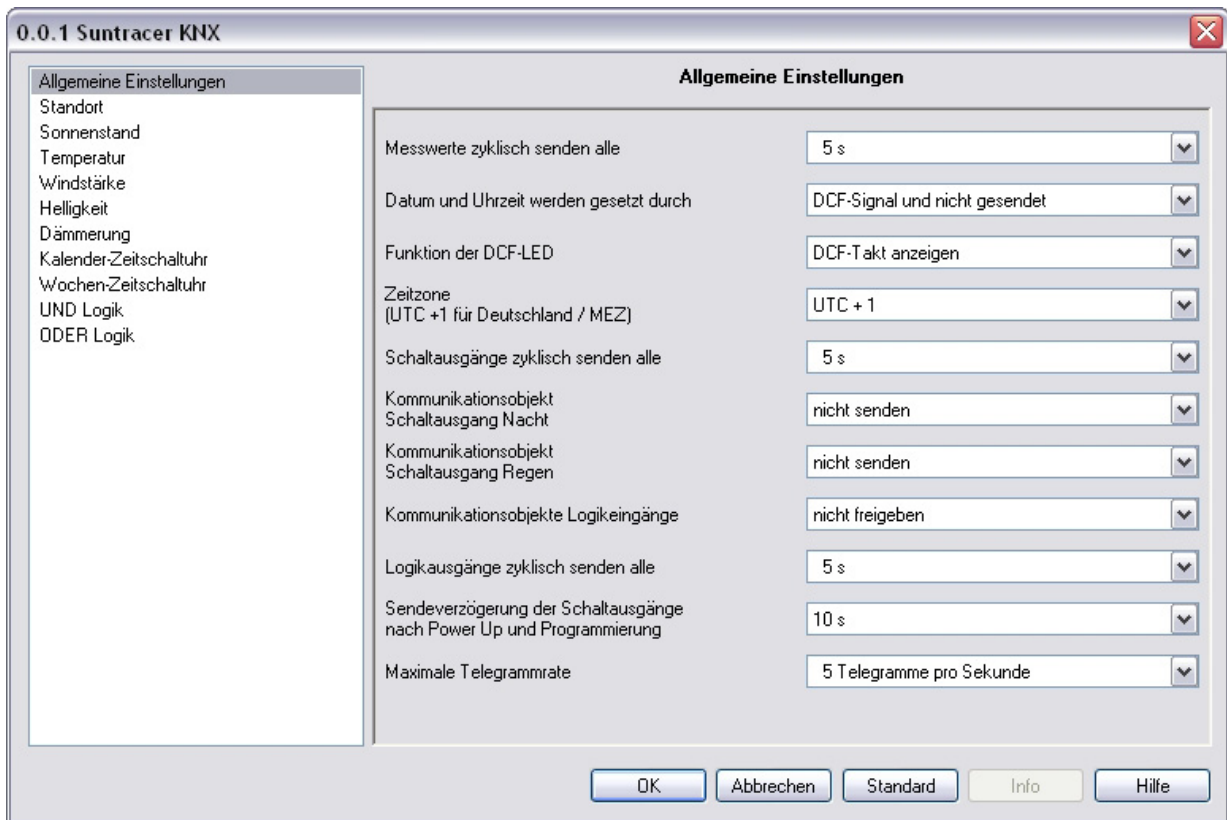 0.0.1 Suntracer KNX
Allgemeine Einstellungen
Standort
Sonnenstand
Temperatur
Windstärke
Helligkeit
Dämmerung
Kalender-Zeitschaltuhr
Wochen-Zeitschaltuhr
UND Logik
ODER Logik
Allgemeine Einstellungen
Messwerte zyklisch senden alle 5 s
Datum und Uhrzeit werden gesetzt durch DCF-Signal und nicht gesendet
Funktion der DCF-LED DCF-Takt anzeigen
Zeitzone
(UTC +1 für Deutschland / MEZ) UTC + 1
Schaltausgänge zyklisch senden alle 5 s
Kommunikationsobjekt
Schaltausgang Nacht nicht senden
Kommunikationsobjekt
Schaltausgang Regen nicht senden
Kommunikationsobjekte Logikeingänge nicht freigeben
Logikausgänge zyklisch senden alle 5 s
Sendeverzögerung der Schaltausgänge
nach Power Up und Programmierung 10 s
Maximale Telegrammrate 5 Telegramme pro Sekunde
OK Abbrechen Standard Info Hilfe